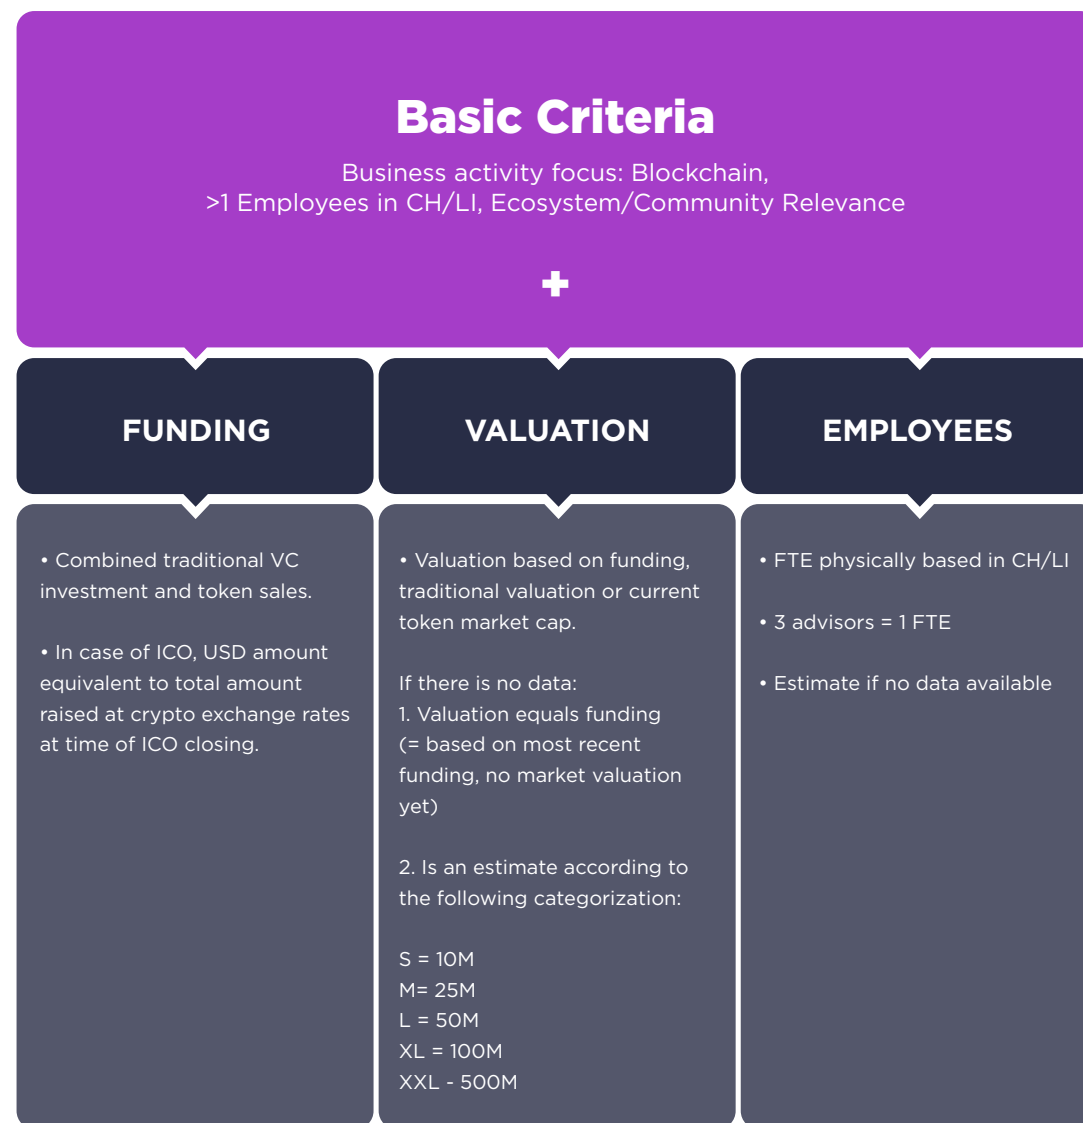 Basic Criteria
Business activity focus: Blockchain,
>1 Employees in CH/LI, Ecosystem/Community Relevance
+
FUNDING
• Combined traditional VC
investment and token sales.
• In case of ICO, USD amount
equivalent to total amount
raised at crypto exchange rates
at time of ICO closing.
VALUATION
• Valuation based on funding,
traditional valuation or current
token market cap.
If there is no data:
1. Valuation equals funding
(= based on most recent
funding, no market valuation
yet)
2. Is an estimate according to
the following categorization:
S = 10M
M= 25M
L = 50M
XL = 100M
XXL - 500M
EMPLOYEES
• FTE physically based in CH/LI
• 3 advisors = 1 FTE
• Estimate if no data available